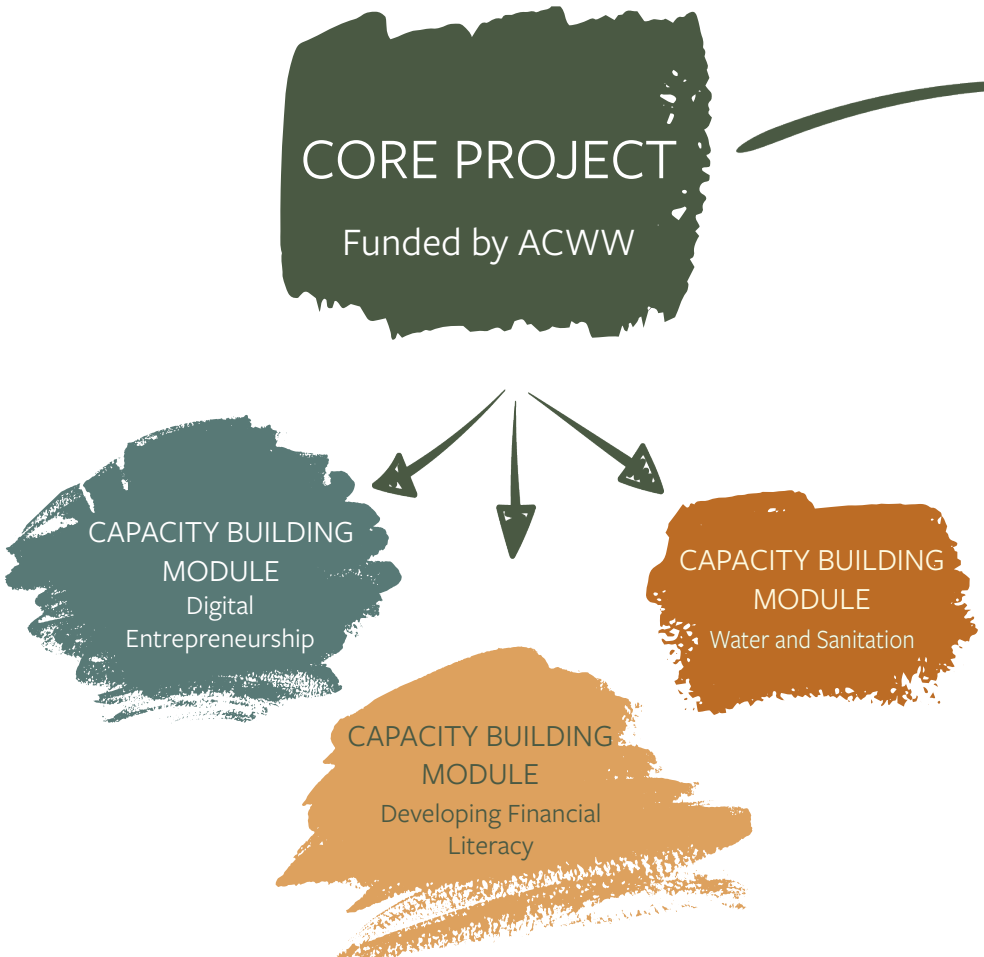 CORE PROJECT
Funded by ACWW
CAPACITY BUILDING
MODULE
Digital
Entrepreneurship
CAPACITY BUILDING
MODULE
Water and Sanitation
CAPACITY BUILDING
MODULE
Developing Financial
Literacy